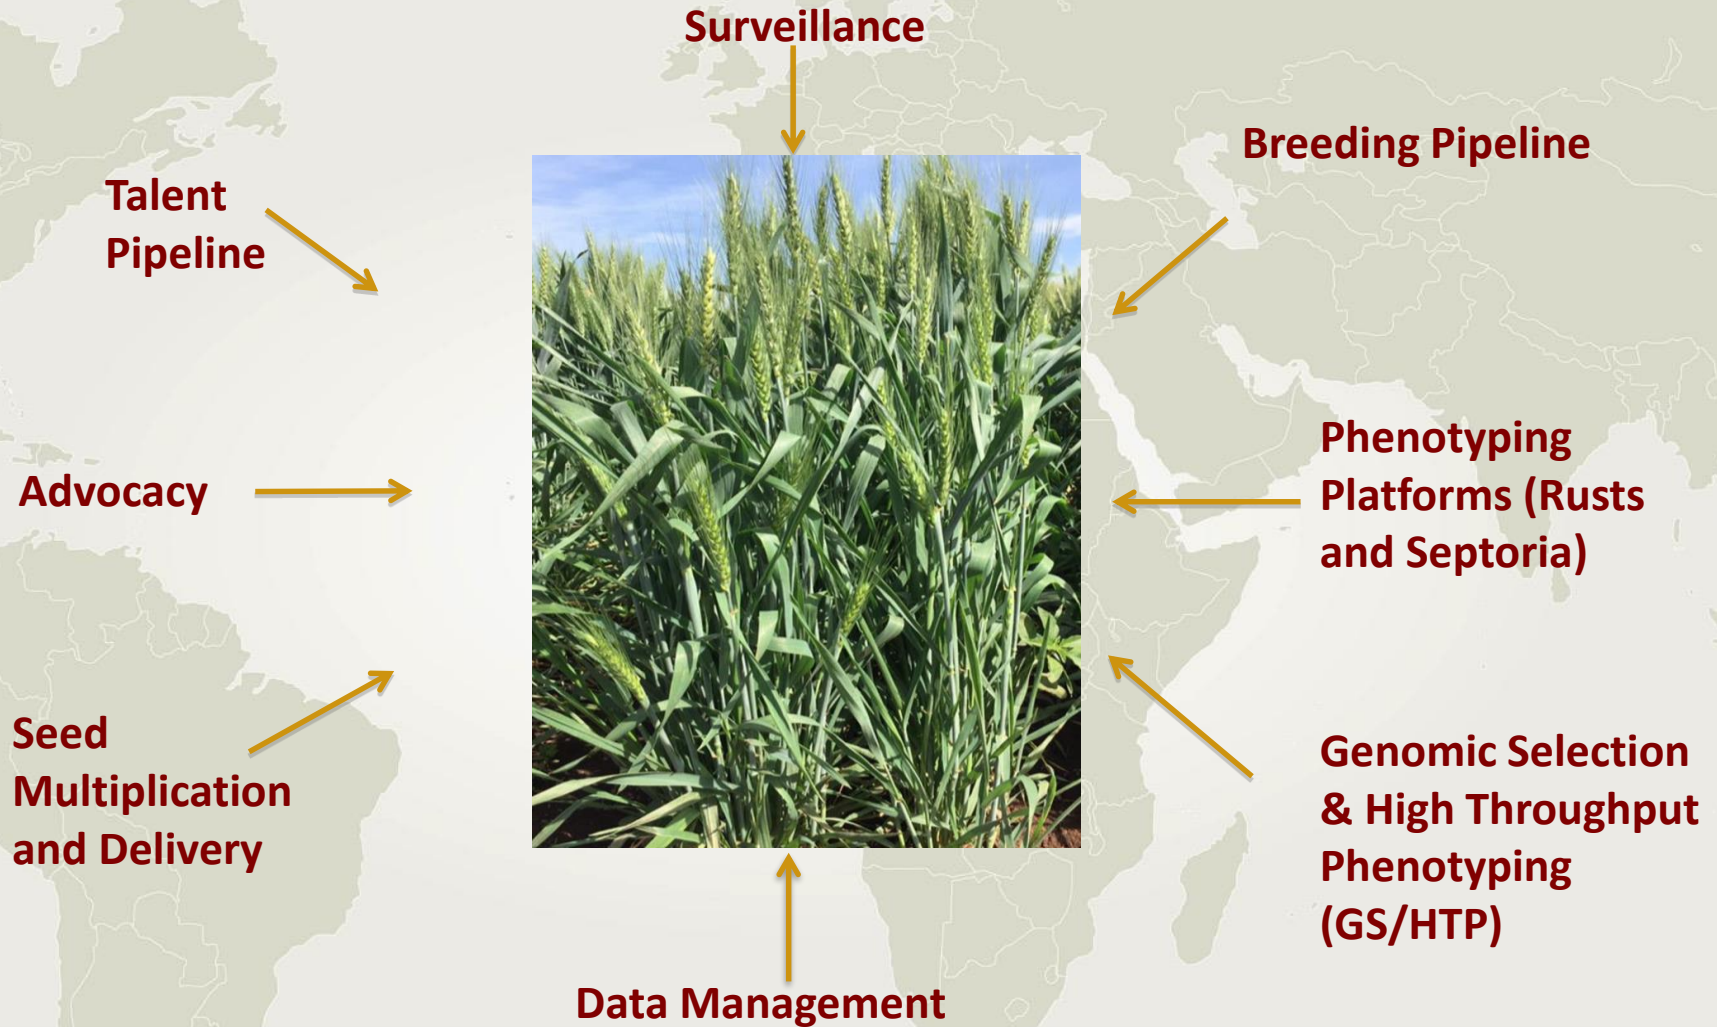 Surveillance
Breeding Pipeline
Talent
Pipeline
Advocacy
Phenotyping
Platforms (Rusts
and Septoria)
Seed
Multiplication
and Delivery
Genomic Selection
& High Throughput
Phenotyping
(GS/HTP)
Data Management